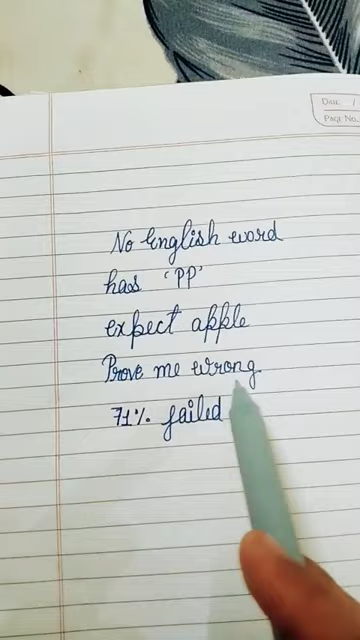 DATE /
PAGE NO.
No English word
has 'PP'
expect apple
Prove me wrong
71% failed